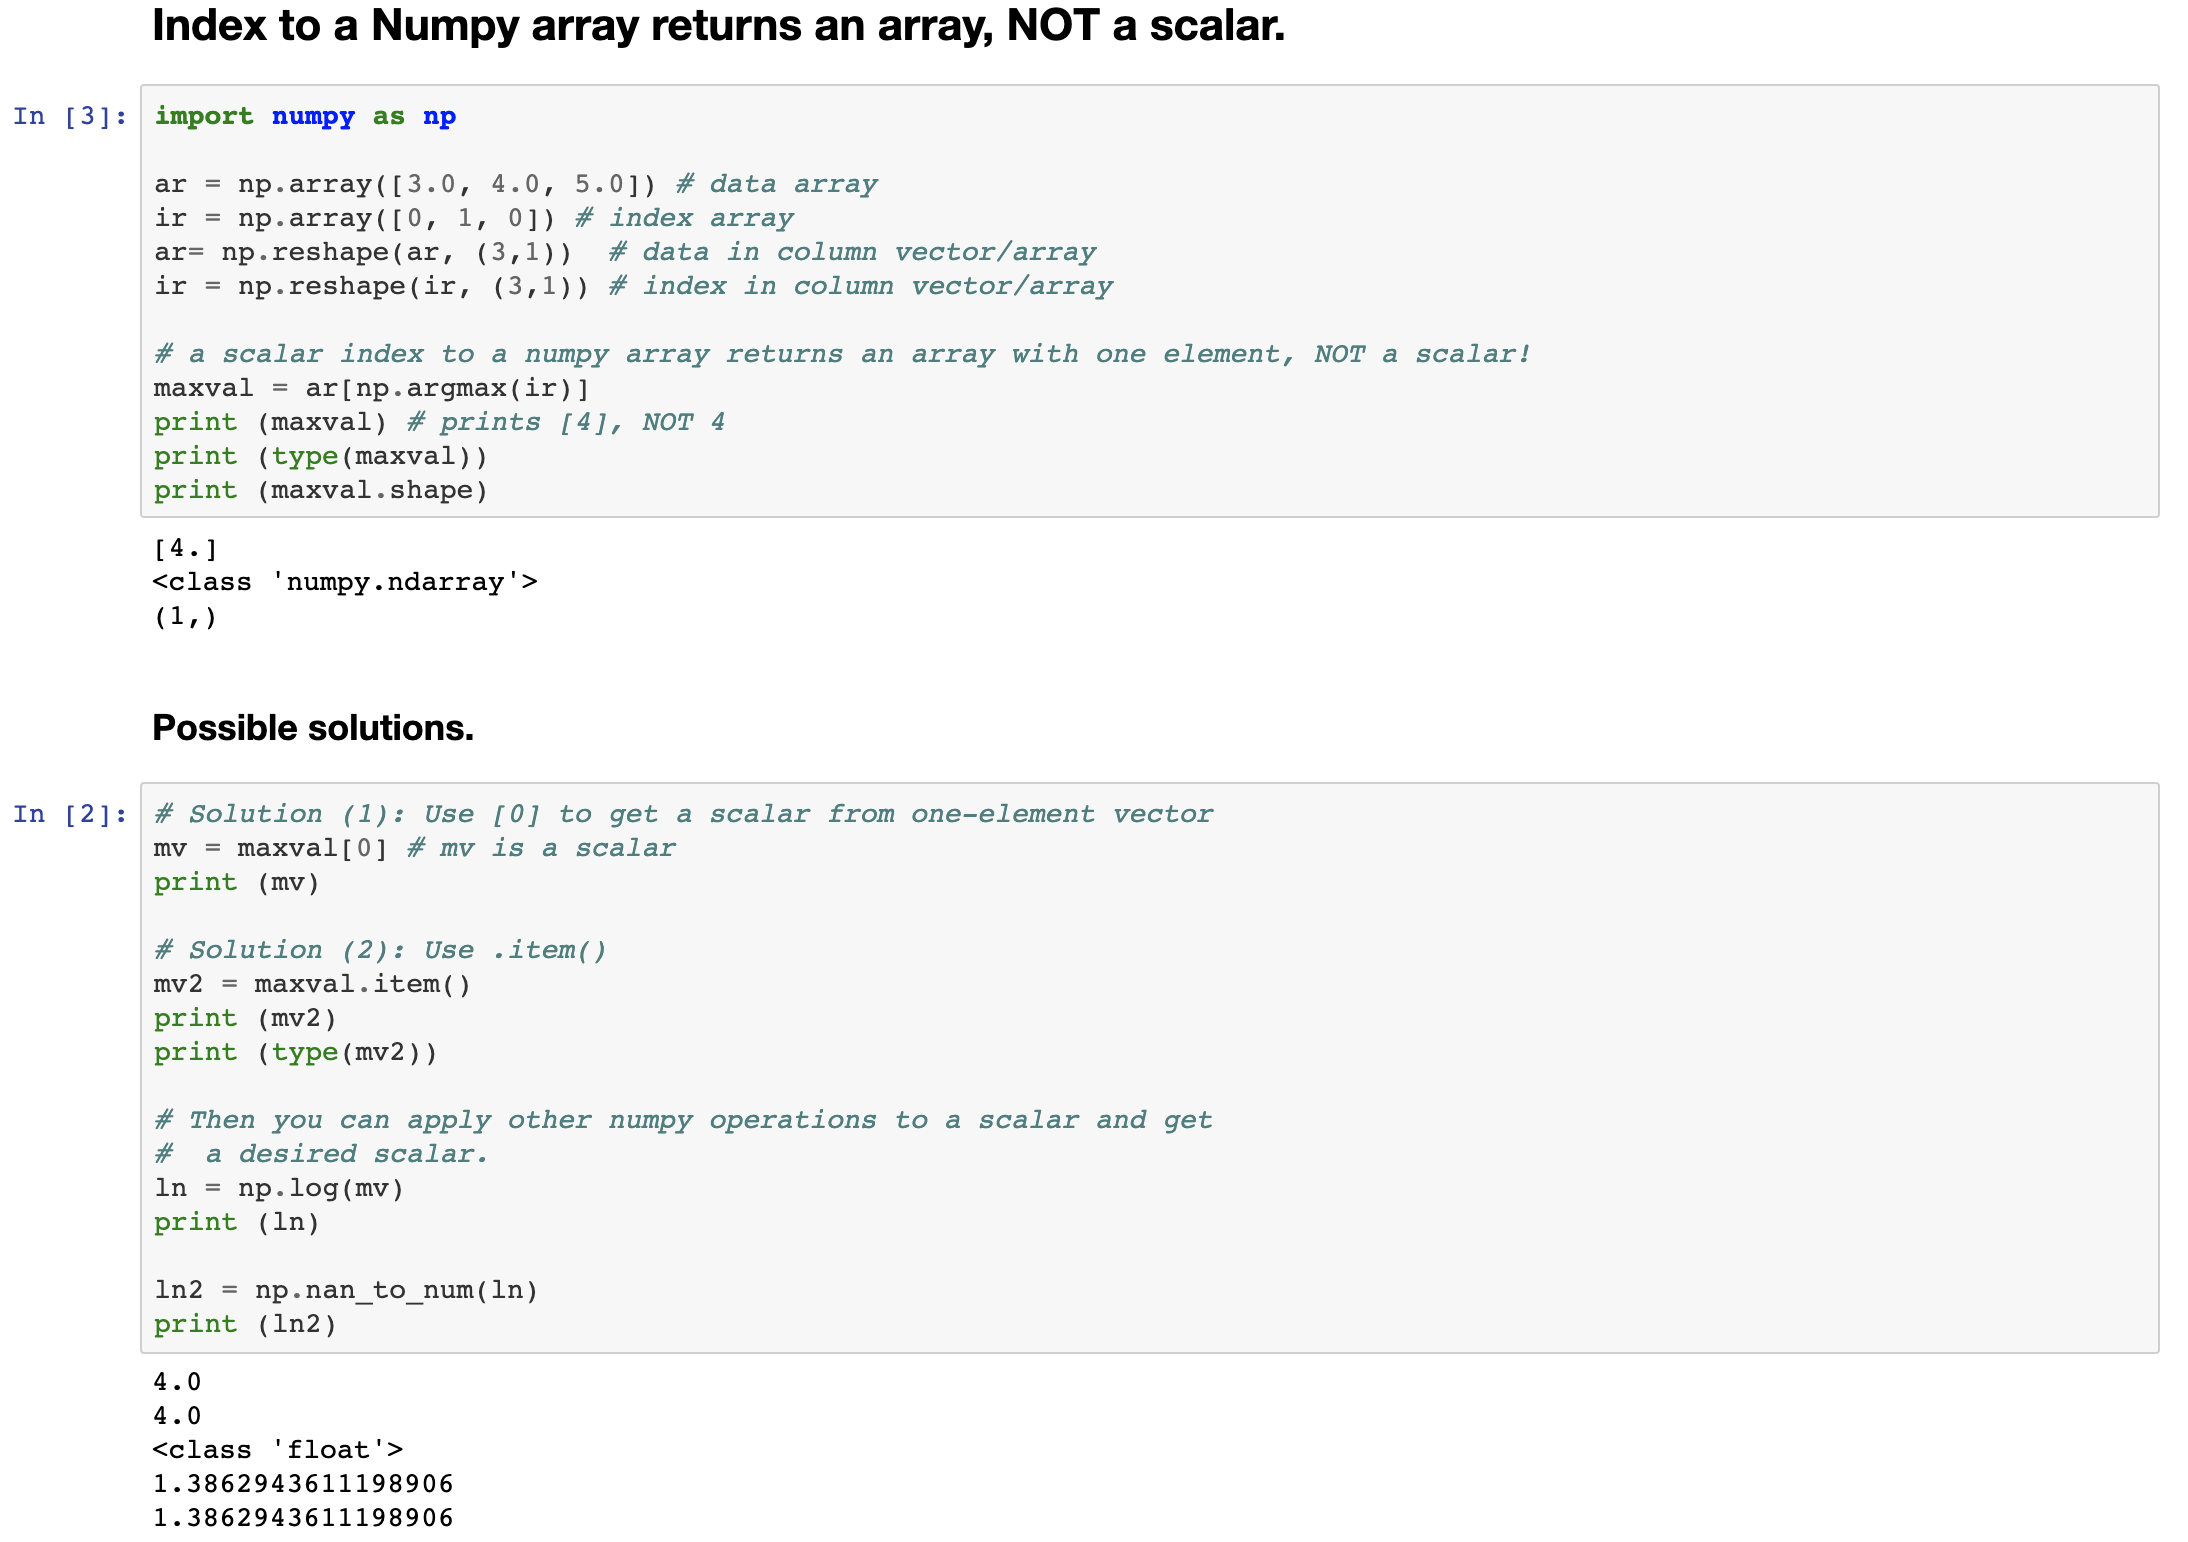 Index to a Numpy array returns an array, NOT a scalar.
In [3]:
import numpy as np
ar = np.array([3.0, 4.0, 5.0]) # data array
ir = np.array([0, 1, 0]) # index array
ar= np.reshape(ar, (3,1))  # data in column vector/array
ir = np.reshape(ir, (3,1)) # index in column vector/array
# a scalar index to a numpy array returns an array with one element, NOT a scalar!
maxval = ar[np.argmax(ir)]
print (maxval) # prints [4], NOT 4
print (type(maxval))
print (maxval.shape)
[4.]
<class 'numpy.ndarray'>
(1,)
Possible solutions.
In [2]:
# Solution (1): Use [0] to get a scalar from one-element vector
mv = maxval[0] # mv is a scalar
print (mv)
# Solution (2): Use .item()
mv2 = maxval.item()
print (mv2)
print (type(mv2))
# Then you can apply other numpy operations to a scalar and get
#  a desired scalar.
ln = np.log(mv)
print (ln)
ln2 = np.nan_to_num(ln)
print (ln2)
4.0
4.0
<class 'float'>
1.3862943611198906
1.3862943611198906